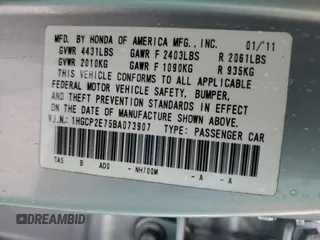 MFD. BY HONDA OF AMERICA MFG., INC. 01/'11
GVWR 4431LBS GAWR F 2403LBS R 2061LBS
GVWR 2010KG GAWR F 1090KG R 935KG
THIS VEHICLE CONFORMS TO ALL APPLICABLE
FEDERAL MOTOR VEHICLE SAFETY, BUMPER,
AND THEFT PREVENTION STANDARDS IN EFFECT
ON THE DATE OF MANUFACTURE SHOWN ABOVE.
V.I.N.: 1HGCP2E75BA073907 TYPE: PASSENGER CAR
TA5 B AD0 - NH700M - A - A
DREAMBID